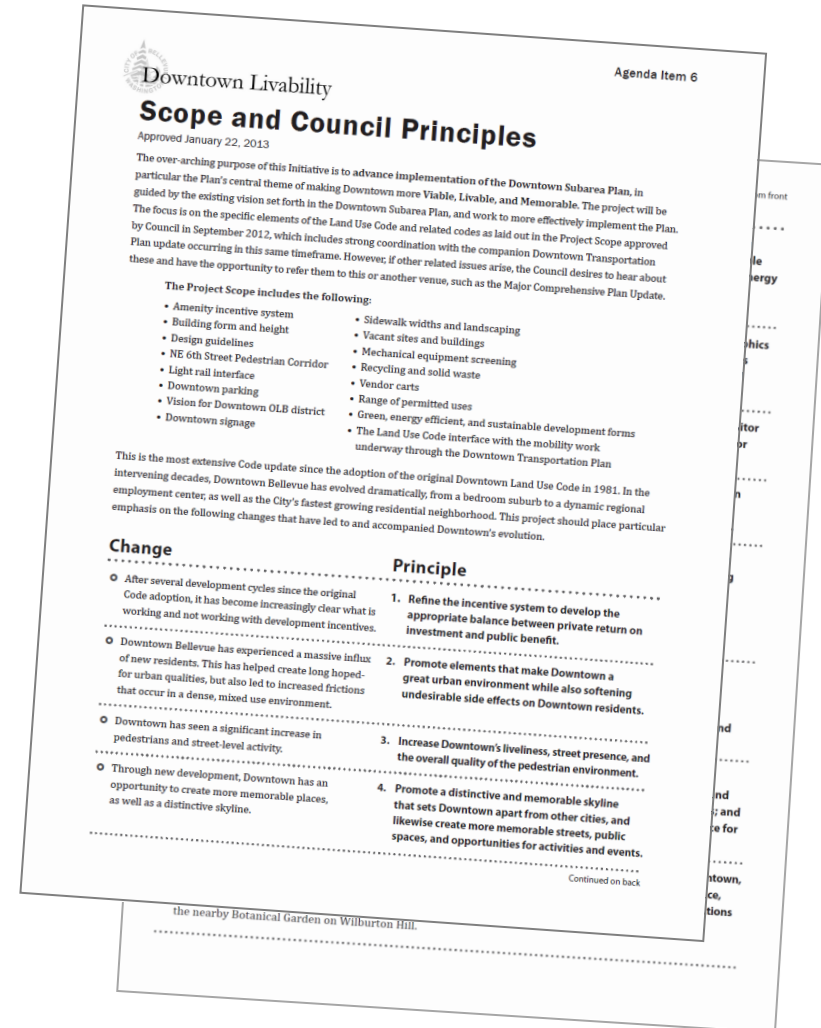 Agenda Item 6
CITY OF BELLEVUE
WASHINGTON
Downtown Livability
Scope and Council Principles
Approved January 22, 2013
The over-arching purpose of this Initiative is to advance implementation of the Downtown Subarea Plan, in
particular the Plan's central theme of making Downtown more Viable, Livable, and Memorable. The project will be
guided by the existing vision set forth in the Downtown Subarea Plan, and work to more effectively implement the Plan.
The focus is on the specific elements of the Land Use Code and related codes as laid out in the Project Scope approved
by Council in September 2012, which includes strong coordination with the companion Downtown Transportation
Plan update occurring in this same timeframe. However, if other related issues arise, the Council desires to hear about
these and have the opportunity to refer them to this or another venue, such as the Major Comprehensive Plan Update.
The Project Scope includes the following:
• Amenity incentive system
• Building form and height
• Design guidelines
• NE 6th Street Pedestrian Corridor
• Light rail interface
• Downtown parking
• Vision for Downtown OLB district
• Downtown signage
• Sidewalk widths and landscaping
• Vacant sites and buildings
• Mechanical equipment screening
• Recycling and solid waste
• Vendor carts
• Range of permitted uses
• Green, energy efficient, and sustainable development forms
• The Land Use Code interface with the mobility work
underway through the Downtown Transportation Plan
This is the most extensive Code update since the adoption of the original Downtown Land Use Code in 1981. In the
intervening decades, Downtown Bellevue has evolved dramatically, from a bedroom suburb to a dynamic regional
employment center, as well as the City's fastest growing residential neighborhood. This project should place particular
emphasis on the following changes that have led to and accompanied Downtown's evolution.
Change
Principle
After several development cycles since the original
Code adoption, it has become increasingly clear what is
working and not working with development incentives.
1. Refine the incentive system to develop the
appropriate balance between private return on
investment and public benefit.
Downtown Bellevue has experienced a massive influx
of new residents. This has helped create long hoped-
for urban qualities, but also led to increased frictions
that occur in a dense, mixed use environment.
2. Promote elements that make Downtown a
great urban environment while also softening
undesirable side effects on Downtown residents.
Downtown has seen a significant increase in
pedestrians and street-level activity.
3. Increase Downtown's liveliness, street presence, and
the overall quality of the pedestrian environment.
Through new development, Downtown has an
opportunity to create more memorable places,
as well as a distinctive skyline.
4. Promote a distinctive and memorable skyline
that sets Downtown apart from other cities, and
likewise create more memorable streets, public
spaces, and opportunities for activities and events.
Continued on back
front
; and
for
the nearby Botanical Garden on Wilburton Hill.